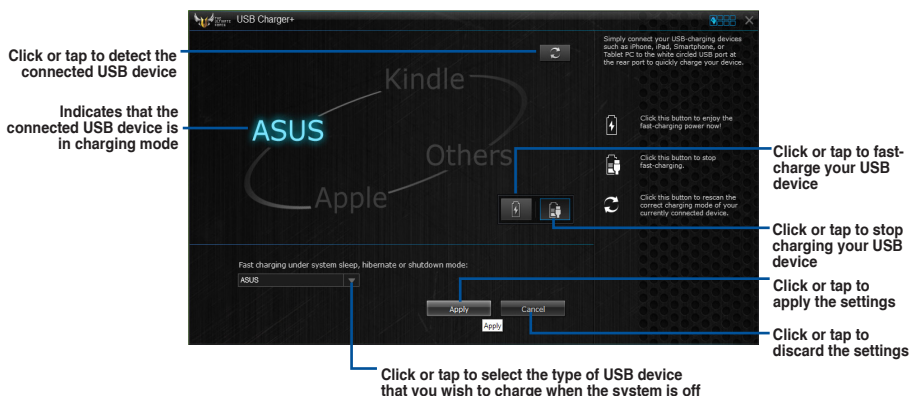 THE ULTIMATE FORCE
USB Charger+
Click or tap to detect the
connected USB device
Indicates that the
connected USB device is
in charging mode
Kindle
ASUS
Others
Apple
Simply connect your USB-charging devices
such as iPhone, iPad, Smartphone, or
Tablet PC to the white circled USB port at
the rear port to quickly charge your device.
Click this button to enjoy the
fast-charging power now!
Click this button to stop
fast-charging.
Click this button to rescan the
correct charging mode of your
currently connected device.
Click or tap to fast-
charge your USB
device
Click or tap to stop
charging your USB
device
Click or tap to
apply the settings
Click or tap to
discard the settings
Fast charging under system sleep, hibernate or shutdown mode:
ASUS
Apply
Cancel
Apply
Click or tap to select the type of USB device
that you wish to charge when the system is off